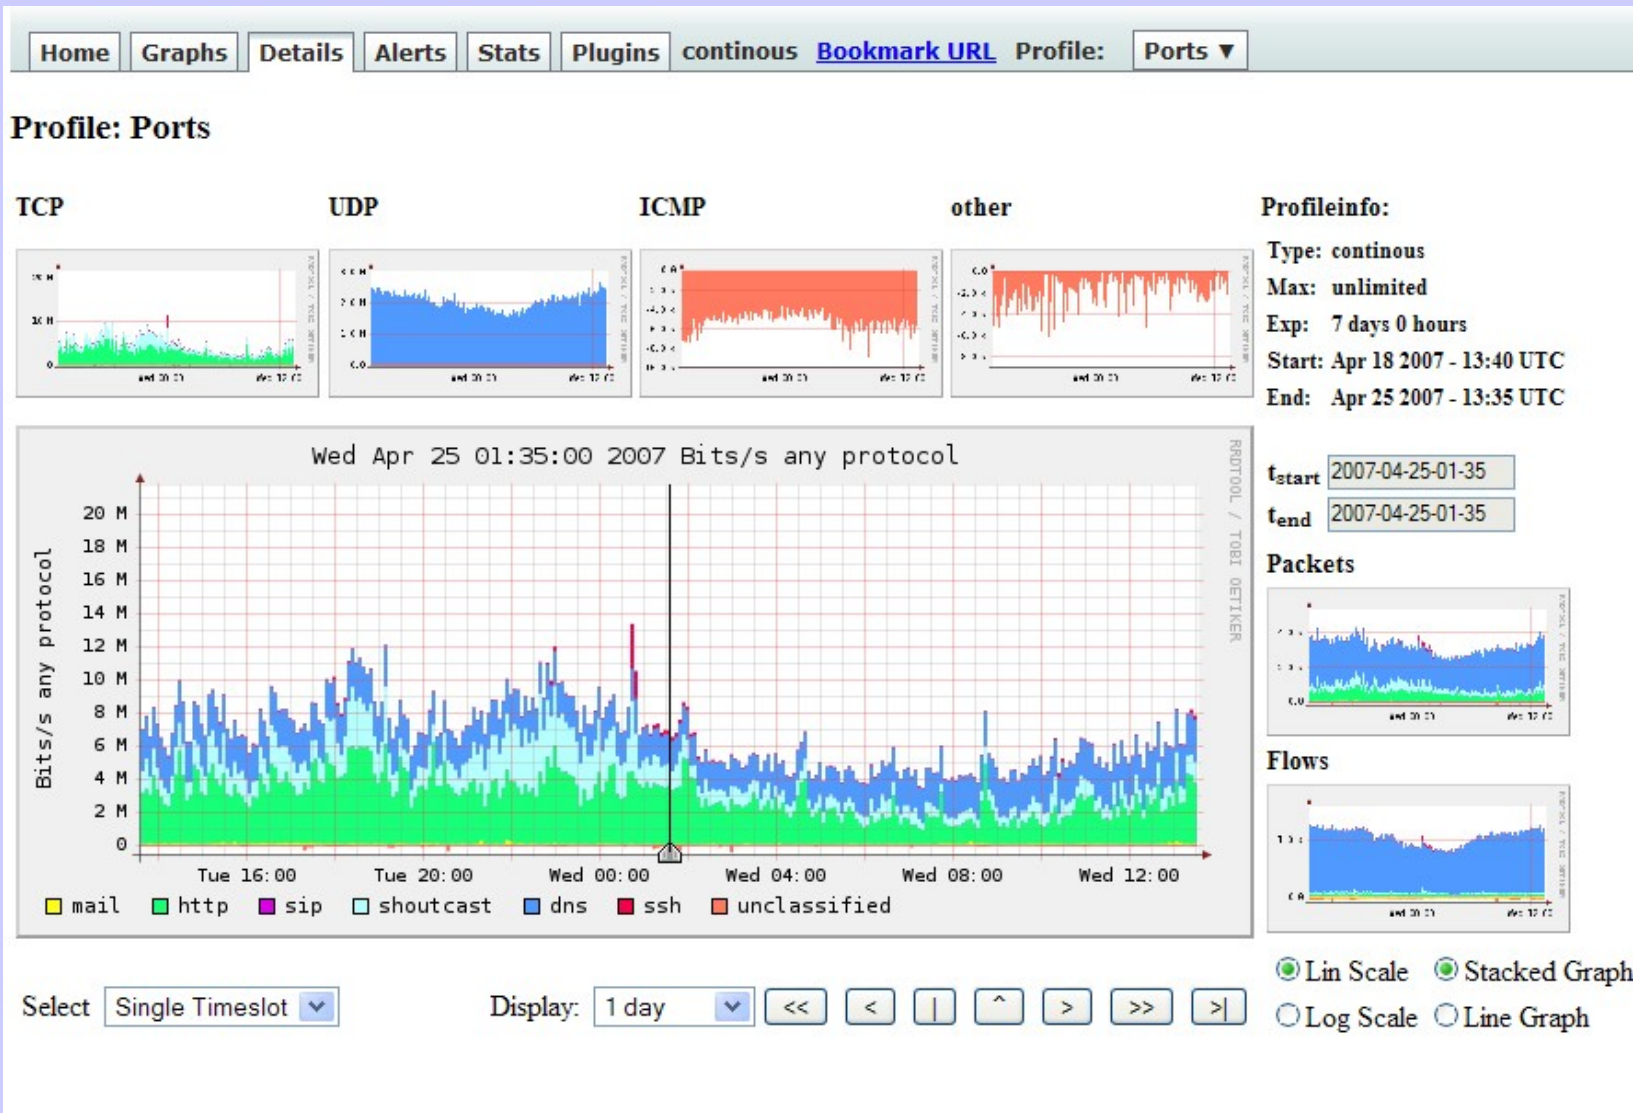 Home Graphs Details Alerts Stats Plugins continous Bookmark URL Profile: Ports ▼
Profile: Ports
TCP UDP ICMP other Profileinfo:
Type: continous
Max: unlimited
Exp: 7 days 0 hours
Start: Apr 18 2007 - 13:40 UTC
End: Apr 25 2007 - 13:35 UTC
Wed Apr 25 01:35:00 2007 Bits/s any protocol
RRDTOOL / TOBI OETIKER
Bits/s any protocol
20 M
18 M
16 M
14 M
12 M
10 M
8 M
6 M
4 M
2 M
0
Tue 16:00 Tue 20:00 Wed 00:00 Wed 04:00 Wed 08:00 Wed 12:00
mail http sip shoutcast dns ssh unclassified
tstart 2007-04-25-01-35
tend 2007-04-25-01-35
Packets
Flows
Lin Scale Stacked Graph
Log Scale Line Graph
Select Single Timeslot Display: 1 day << < | ^ > >> >|